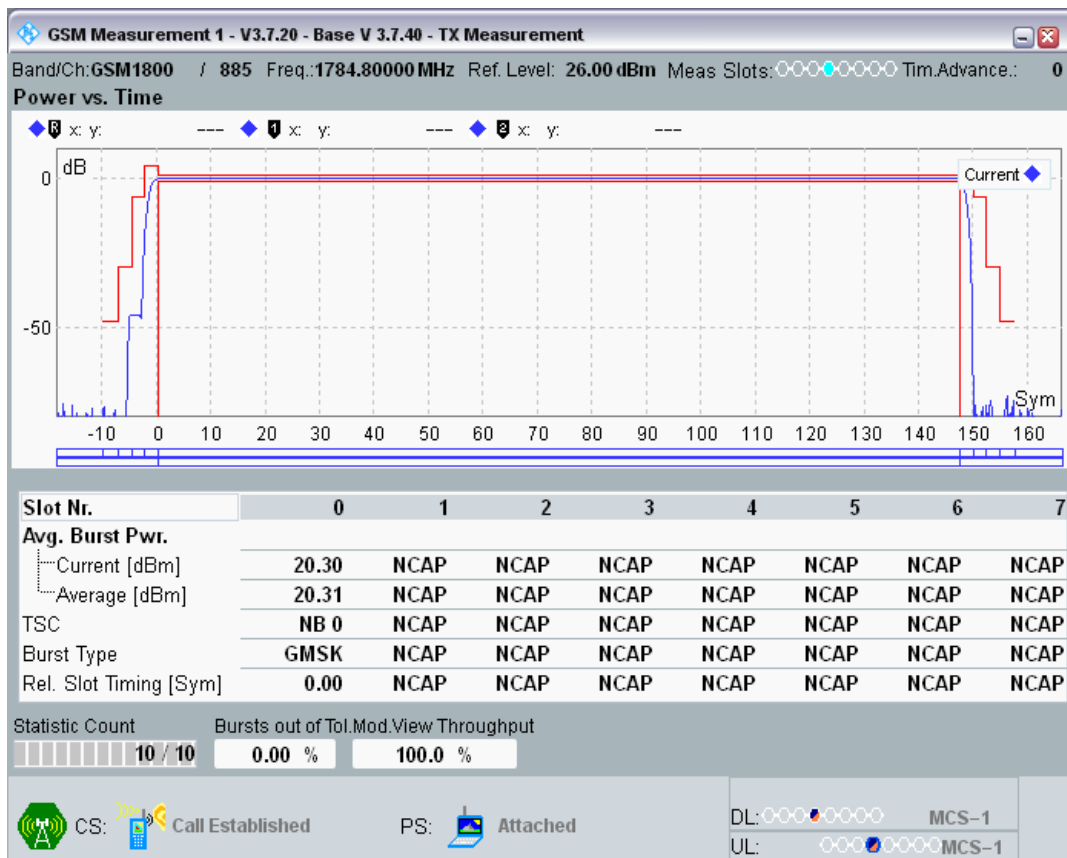 GSM Measurement 1 - V3.7.20 - Base V 3.7.40 - TX Measurement
Band/Ch:GSM1800 / 885 Freq.:1784.80000 MHz Ref. Level: 26.00 dBm Meas Slots: Tim.Advance.: 0
Power vs. Time
R x: y: --- 1 x: y: --- 2 x: y: ---
dB
0
Current
-50
Sym
-10 0 10 20 30 40 50 60 70 80 90 100 110 120 130 140 150 160
Slot Nr. 0 1 2 3 4 5 6 7
Avg. Burst Pwr.
Current [dBm] 20.30 NCAP NCAP NCAP NCAP NCAP NCAP NCAP
Average [dBm] 20.31 NCAP NCAP NCAP NCAP NCAP NCAP NCAP
TSC NB 0 NCAP NCAP NCAP NCAP NCAP NCAP NCAP
Burst Type GMSK NCAP NCAP NCAP NCAP NCAP NCAP NCAP
Rel. Slot Timing [Sym] 0.00 NCAP NCAP NCAP NCAP NCAP NCAP NCAP
Statistic Count Bursts out of Tol.Mod.View Throughput
10 / 10 0.00 % 100.0 %
CS: Call Established PS: Attached
DL: MCS-1
UL: MCS-1